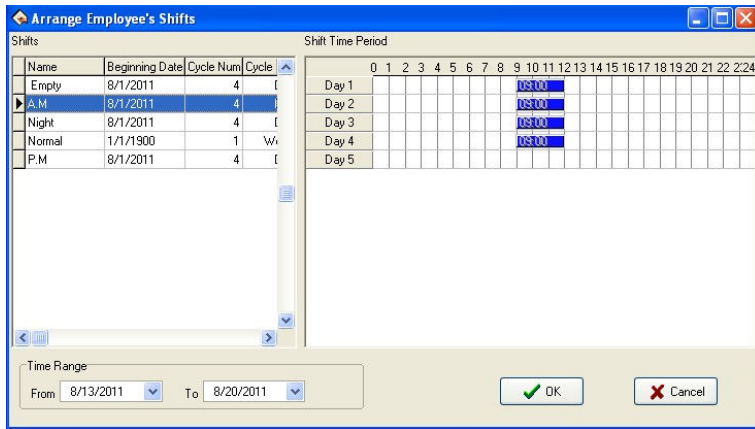 Arrange Employee's Shifts
Shifts
Name Beginning Date Cycle Num Cycle
Empty 8/1/2011 4
A.M 8/1/2011 4
Night 8/1/2011 4
Normal 1/1/1900 1
P.M 8/1/2011 4
Shift Time Period
0 1 2 3 4 5 6 7 8 9 10 11 12 13 14 15 16 17 18 19 20 21 22 2:24
Day 1 09:00
Day 2 09:00
Day 3 09:00
Day 4 09:00
Day 5
Time Range
From 8/13/2011 To 8/20/2011
OK Cancel